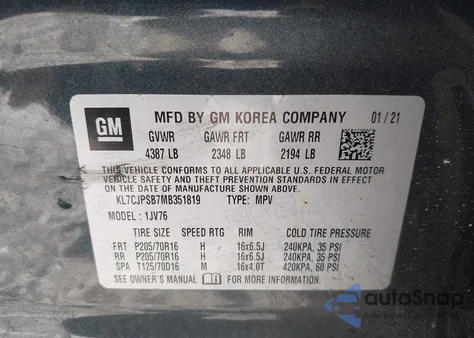 MFD BY GM KOREA COMPANY 01/21
GM
GVWR GAWR FRT GAWR RR
4387 LB 2348 LB 2194 LB
THIS VEHICLE CONFORMS TO ALL APPLICABLE U.S. FEDERAL MOTOR
VEHICLE SAFETY AND THEFT PREVENTION STANDARDS IN EFFECT ON
THE DATE OF MANUFACTURE SHOWN ABOVE.
KL7CJPSB7MB351819 TYPE: MPV
MODEL: 1JV76
TIRE SIZE SPEED RTG RIM COLD TIRE PRESSURE
FRT P205/70R16 H 16x6.5J 240KPA, 35 PSI
RR P205/70R16 H 16x6.5J 240KPA, 35 PSI
SPA T125/70D16 M 16x4.0T 420KPA, 60 PSI
SEE OWNER'S MANUAL FOR MORE INFORMATION
autoSnap